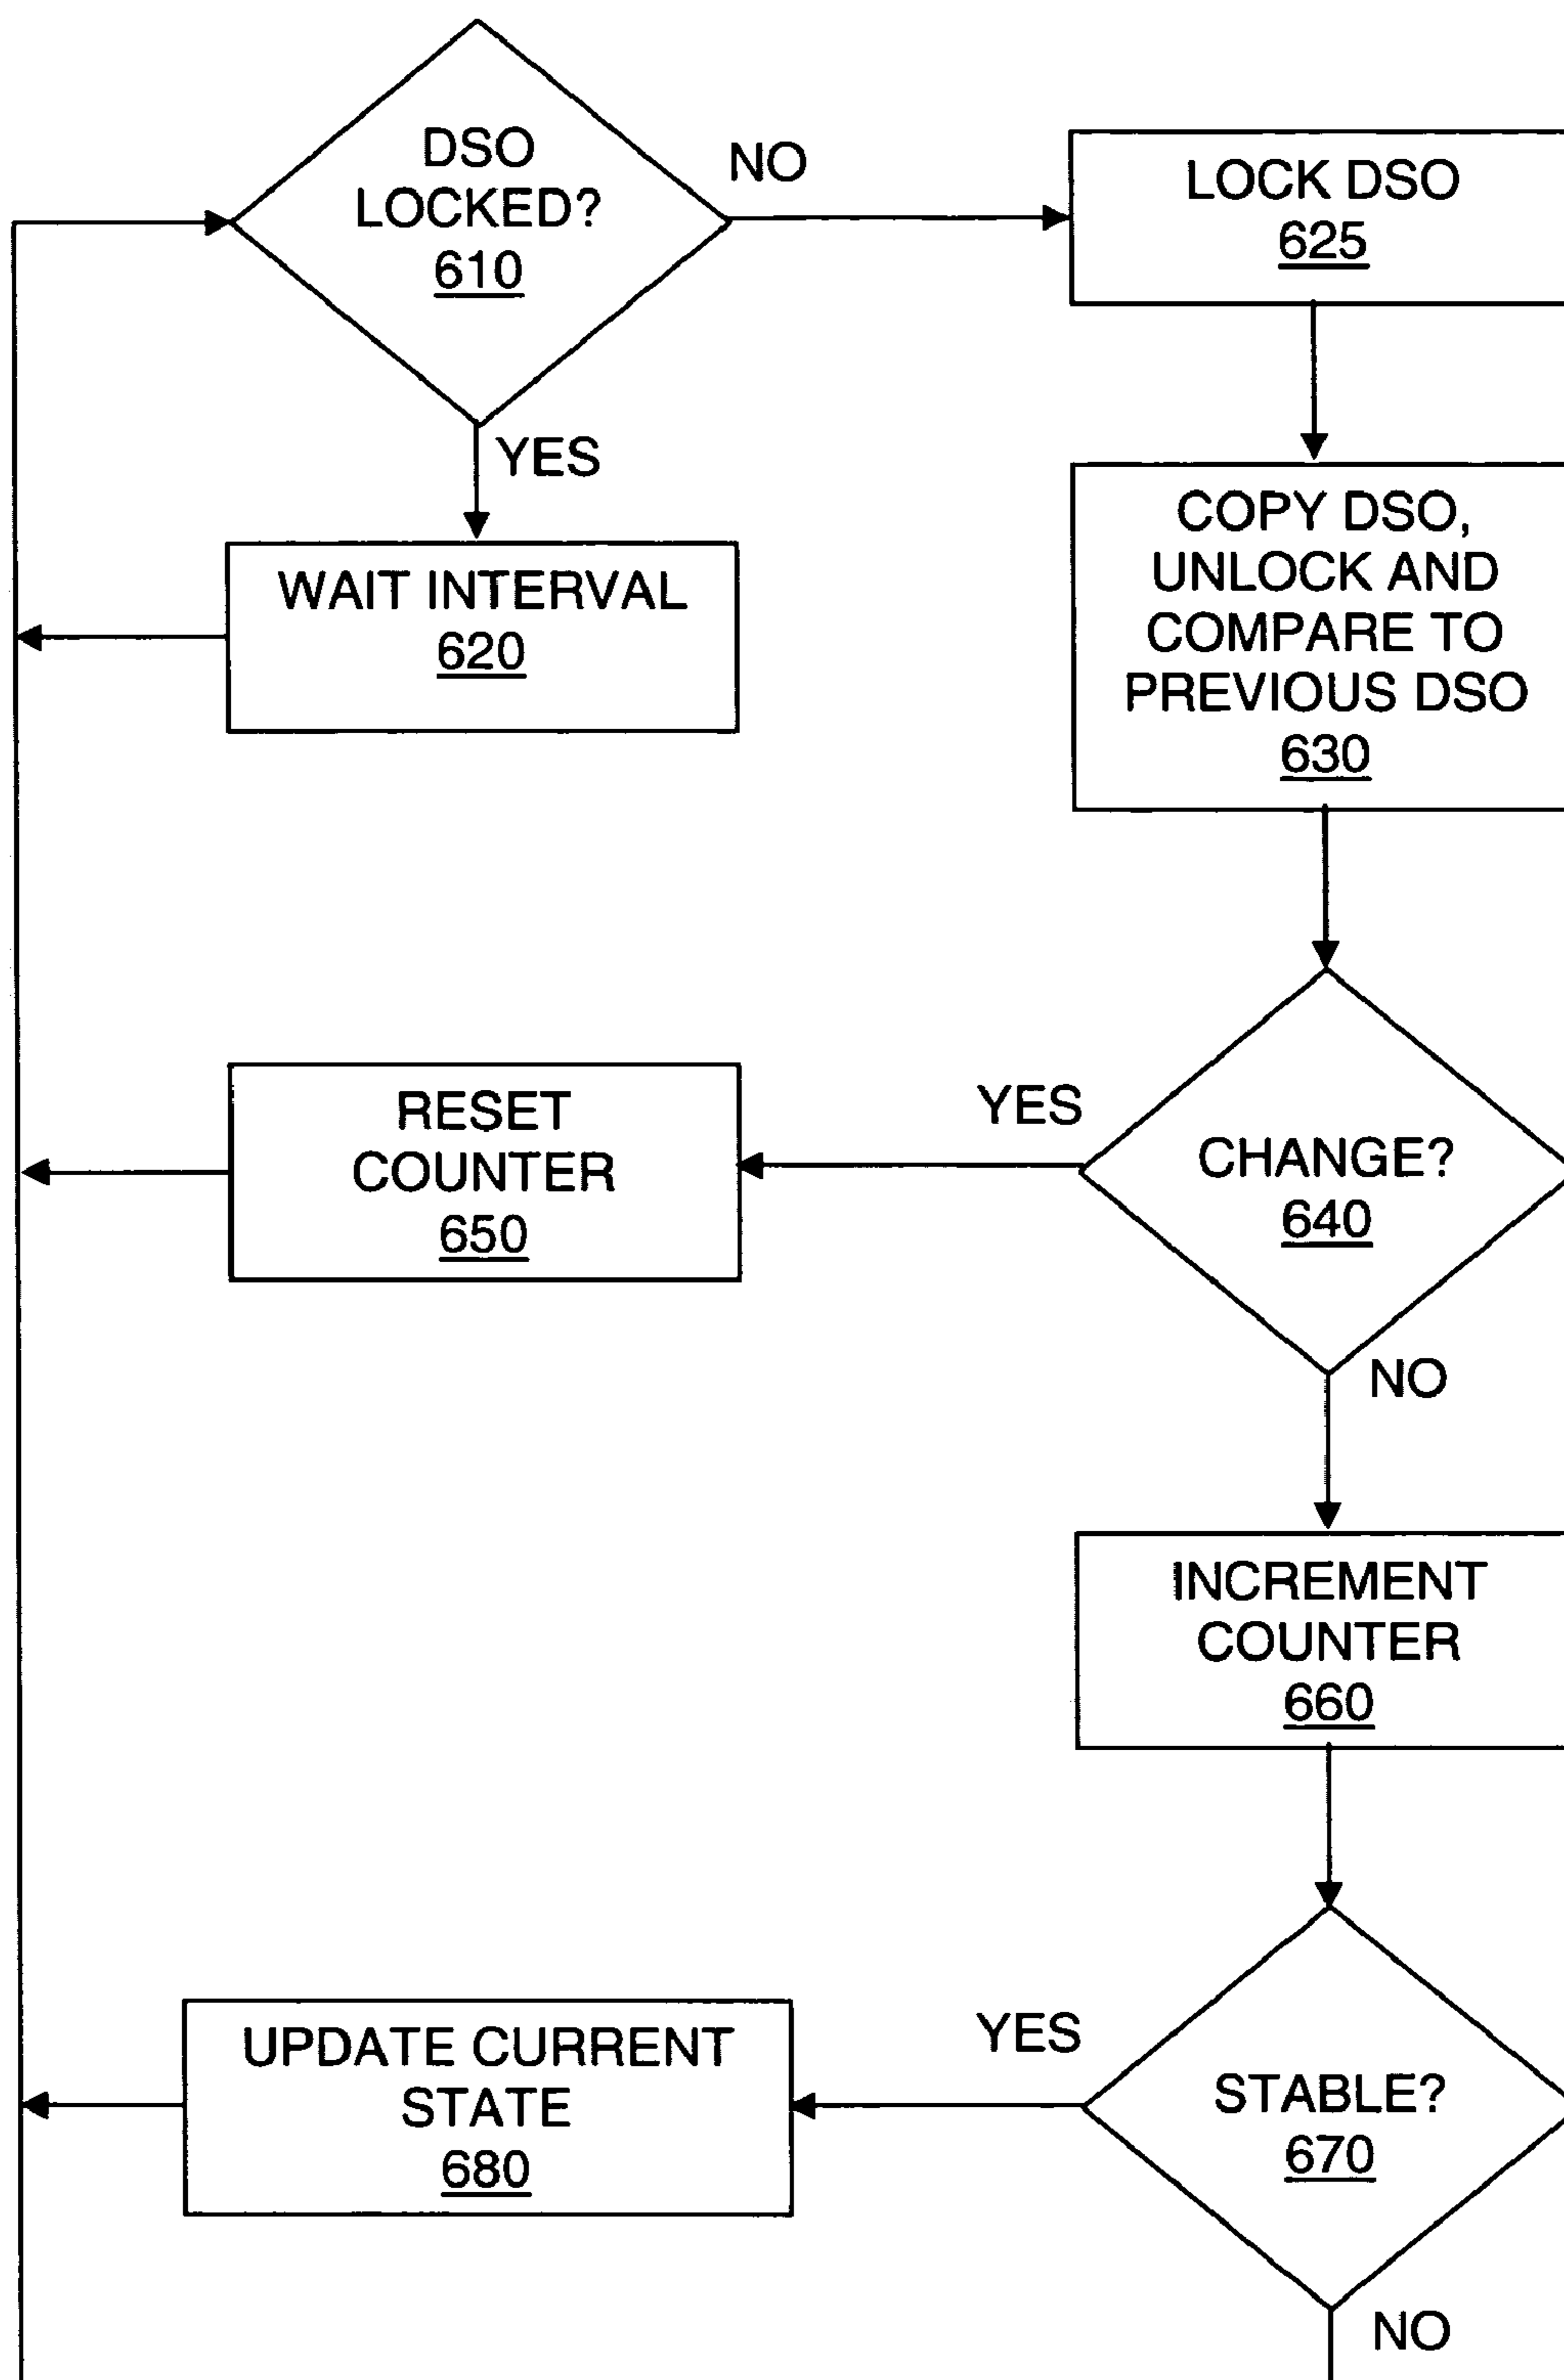 DSO
LOCKED?
610
NO
LOCK DSO
625
YES
WAIT INTERVAL
620
COPY DSO,
UNLOCK AND
COMPARE TO
PREVIOUS DSO
630
RESET
COUNTER
650
YES
CHANGE?
640
NO
INCREMENT
COUNTER
660
UPDATE CURRENT
STATE
680
YES
STABLE?
670
NO